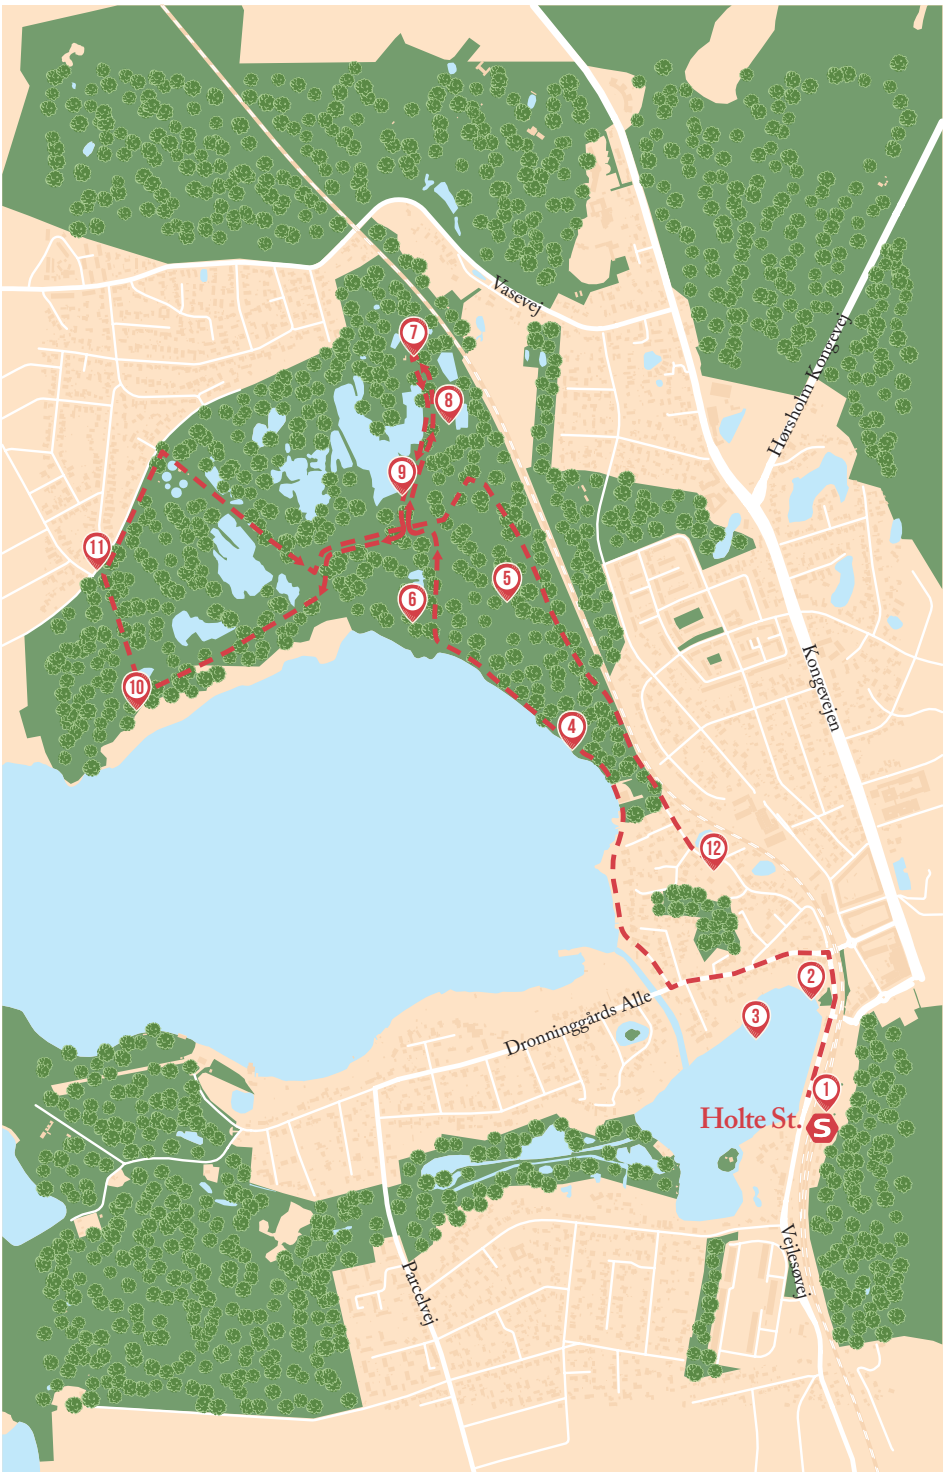 Vasevej
Hørsholm Kongevej
7
8
9
11
5
6
10
4
Kongevejen
12
2
3
Dronninggårds Alle
1
Holte St.
S
Vejlesøvej
Parcelvej